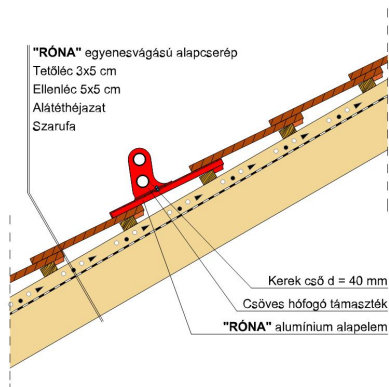 "RÓNA" egyenesvágású alapcserép
Tetőléc 3x5 cm
Ellenléc 5x5 cm
Alátéthéjazat
Szarufa
Kerek cső d = 40 mm
Csöves hófogó támaszték
"RÓNA" alumínium alapelem